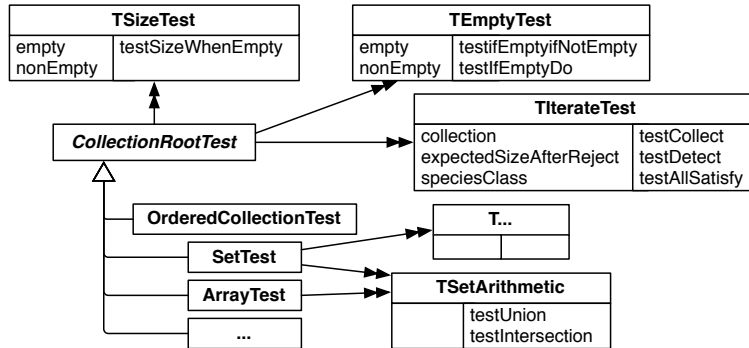 TSizeTest
empty
nonEmpty
testSizeWhenEmpty
TEmptyTest
empty
nonEmpty
testifEmptyifNotEmpty
testIfEmptyDo
CollectionRootTest
TIterateTest
collection
expectedSizeAfterReject
speciesClass
testCollect
testDetect
testAllSatisfy
OrderedCollectionTest
T...
SetTest
ArrayTest
TSetArithmetic
testUnion
testIntersection
...